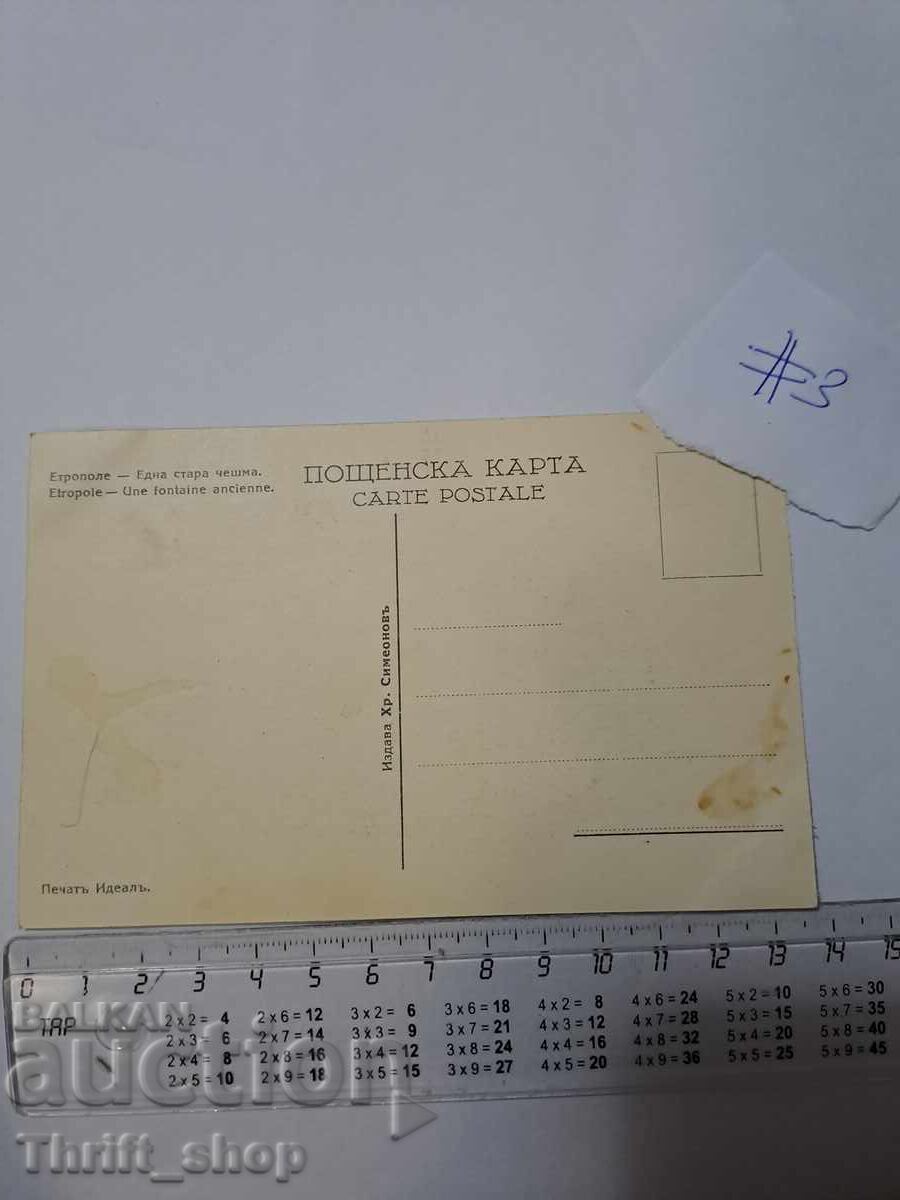 #3
Етрополе — Една стара чешма.
Etropole — Une fontaine ancienne.
ПОЩЕНСКА КАРТА
CARTE POSTALE
Издава Хр. Симеоновъ
Печатъ Идеалъ.
0 1 2 3 4 5 6 7 8 9 10 11 12 13 14 15
TAP
2 x 2 = 4 2 x 6 = 12 3 x 2 = 6 3 x 6 = 18 4 x 2 = 8 4 x 6 = 24 5 x 2 = 10 5 x 6 = 30
2 x 3 = 6 2 x 7 = 14 3 x 3 = 9 3 x 7 = 21 4 x 3 = 12 4 x 7 = 28 5 x 3 = 15 5 x 7 = 35
2 x 4 = 8 2 x 8 = 16 3 x 4 = 12 3 x 8 = 24 4 x 4 = 16 4 x 8 = 32 5 x 4 = 20 5 x 8 = 40
2 x 5 = 10 2 x 9 = 18 3 x 5 = 15 3 x 9 = 27 4 x 5 = 20 4 x 9 = 36 5 x 5 = 25 5 x 9 = 45
BALKAN
auction
Thrift_shop